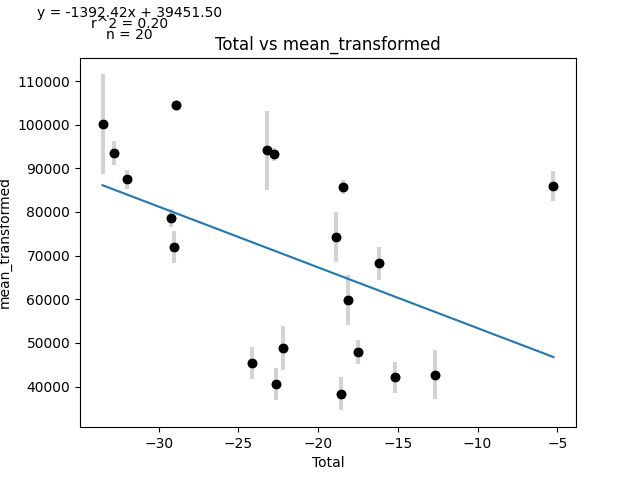 y = -1392.42x + 39451.50
r^2 = 0.20
n = 20
Total vs mean_transformed
mean_transformed
110000
100000
90000
80000
70000
60000
50000
40000
−30
−25
−20
−15
−10
−5
Total